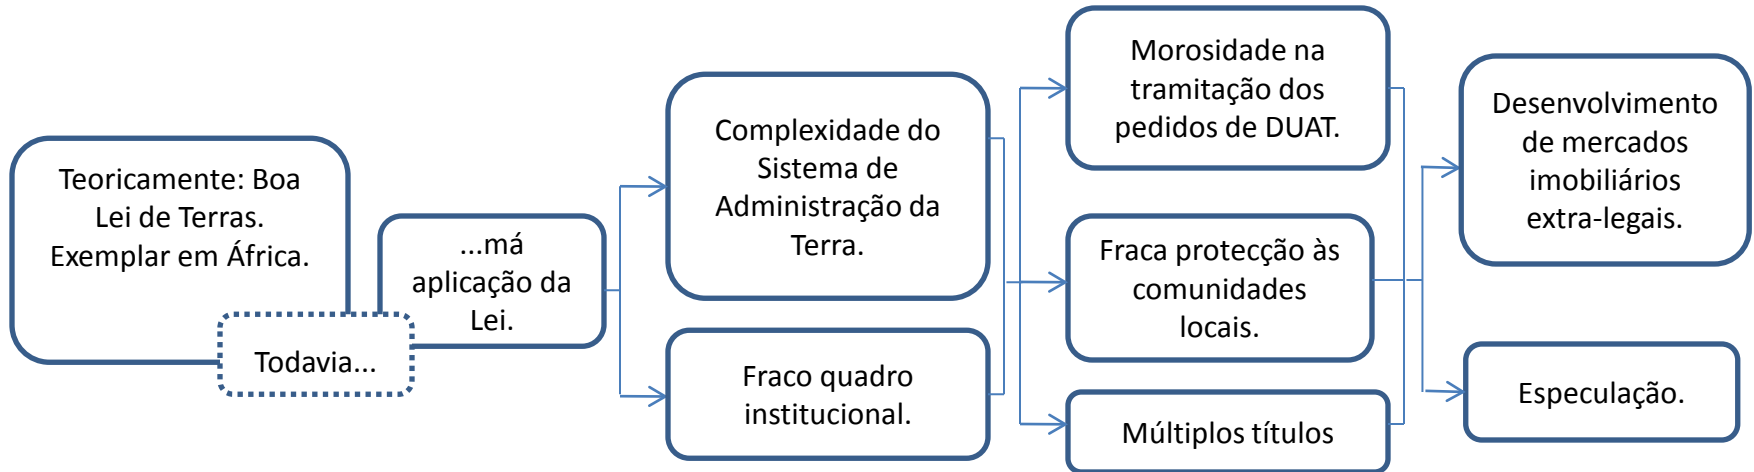 Teoricamente: Boa
Lei de Terras.
Exemplar em África.
Todavia...
...má
aplicação da
Lei.
Complexidade do
Sistema de
Administração da
Terra.
Fraco quadro
institucional.
Morosidade na
tramitação dos
pedidos de DUAT.
Fraca protecção às
comunidades
locais.
Múltiplos títulos
Desenvolvimento
de mercados
imobiliários
extra-legais.
Especulação.